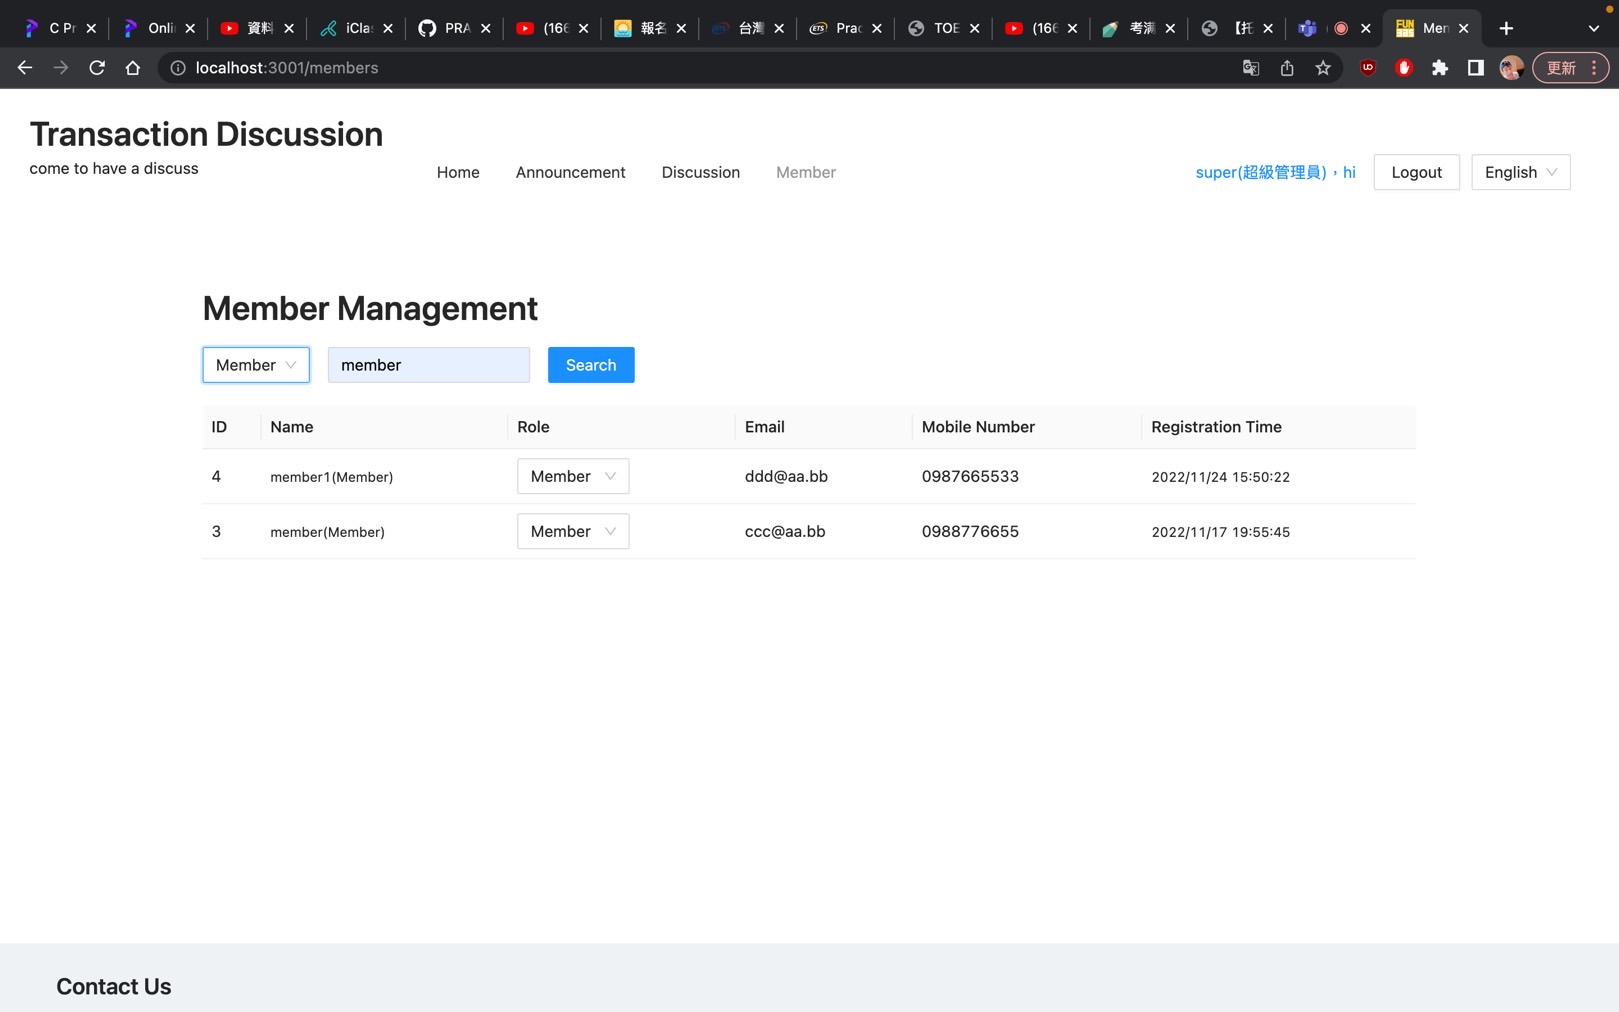 C Pr
Onli
資料
iClas
PRA
(166
報名
台灣
ETS Prac
TOE
(166
考滿
【托
FUN
Mem
localhost:3001/members
更新
Transaction Discussion
come to have a discuss
Home Announcement Discussion Member
super(超級管理員),hi
Logout
English
Member Management
Member
member
Search
ID Name Role Email Mobile Number Registration Time
4 member1(Member) Member ddd@aa.bb 0987665533 2022/11/24 15:50:22
3 member(Member) Member ccc@aa.bb 0988776655 2022/11/17 19:55:45
Contact Us